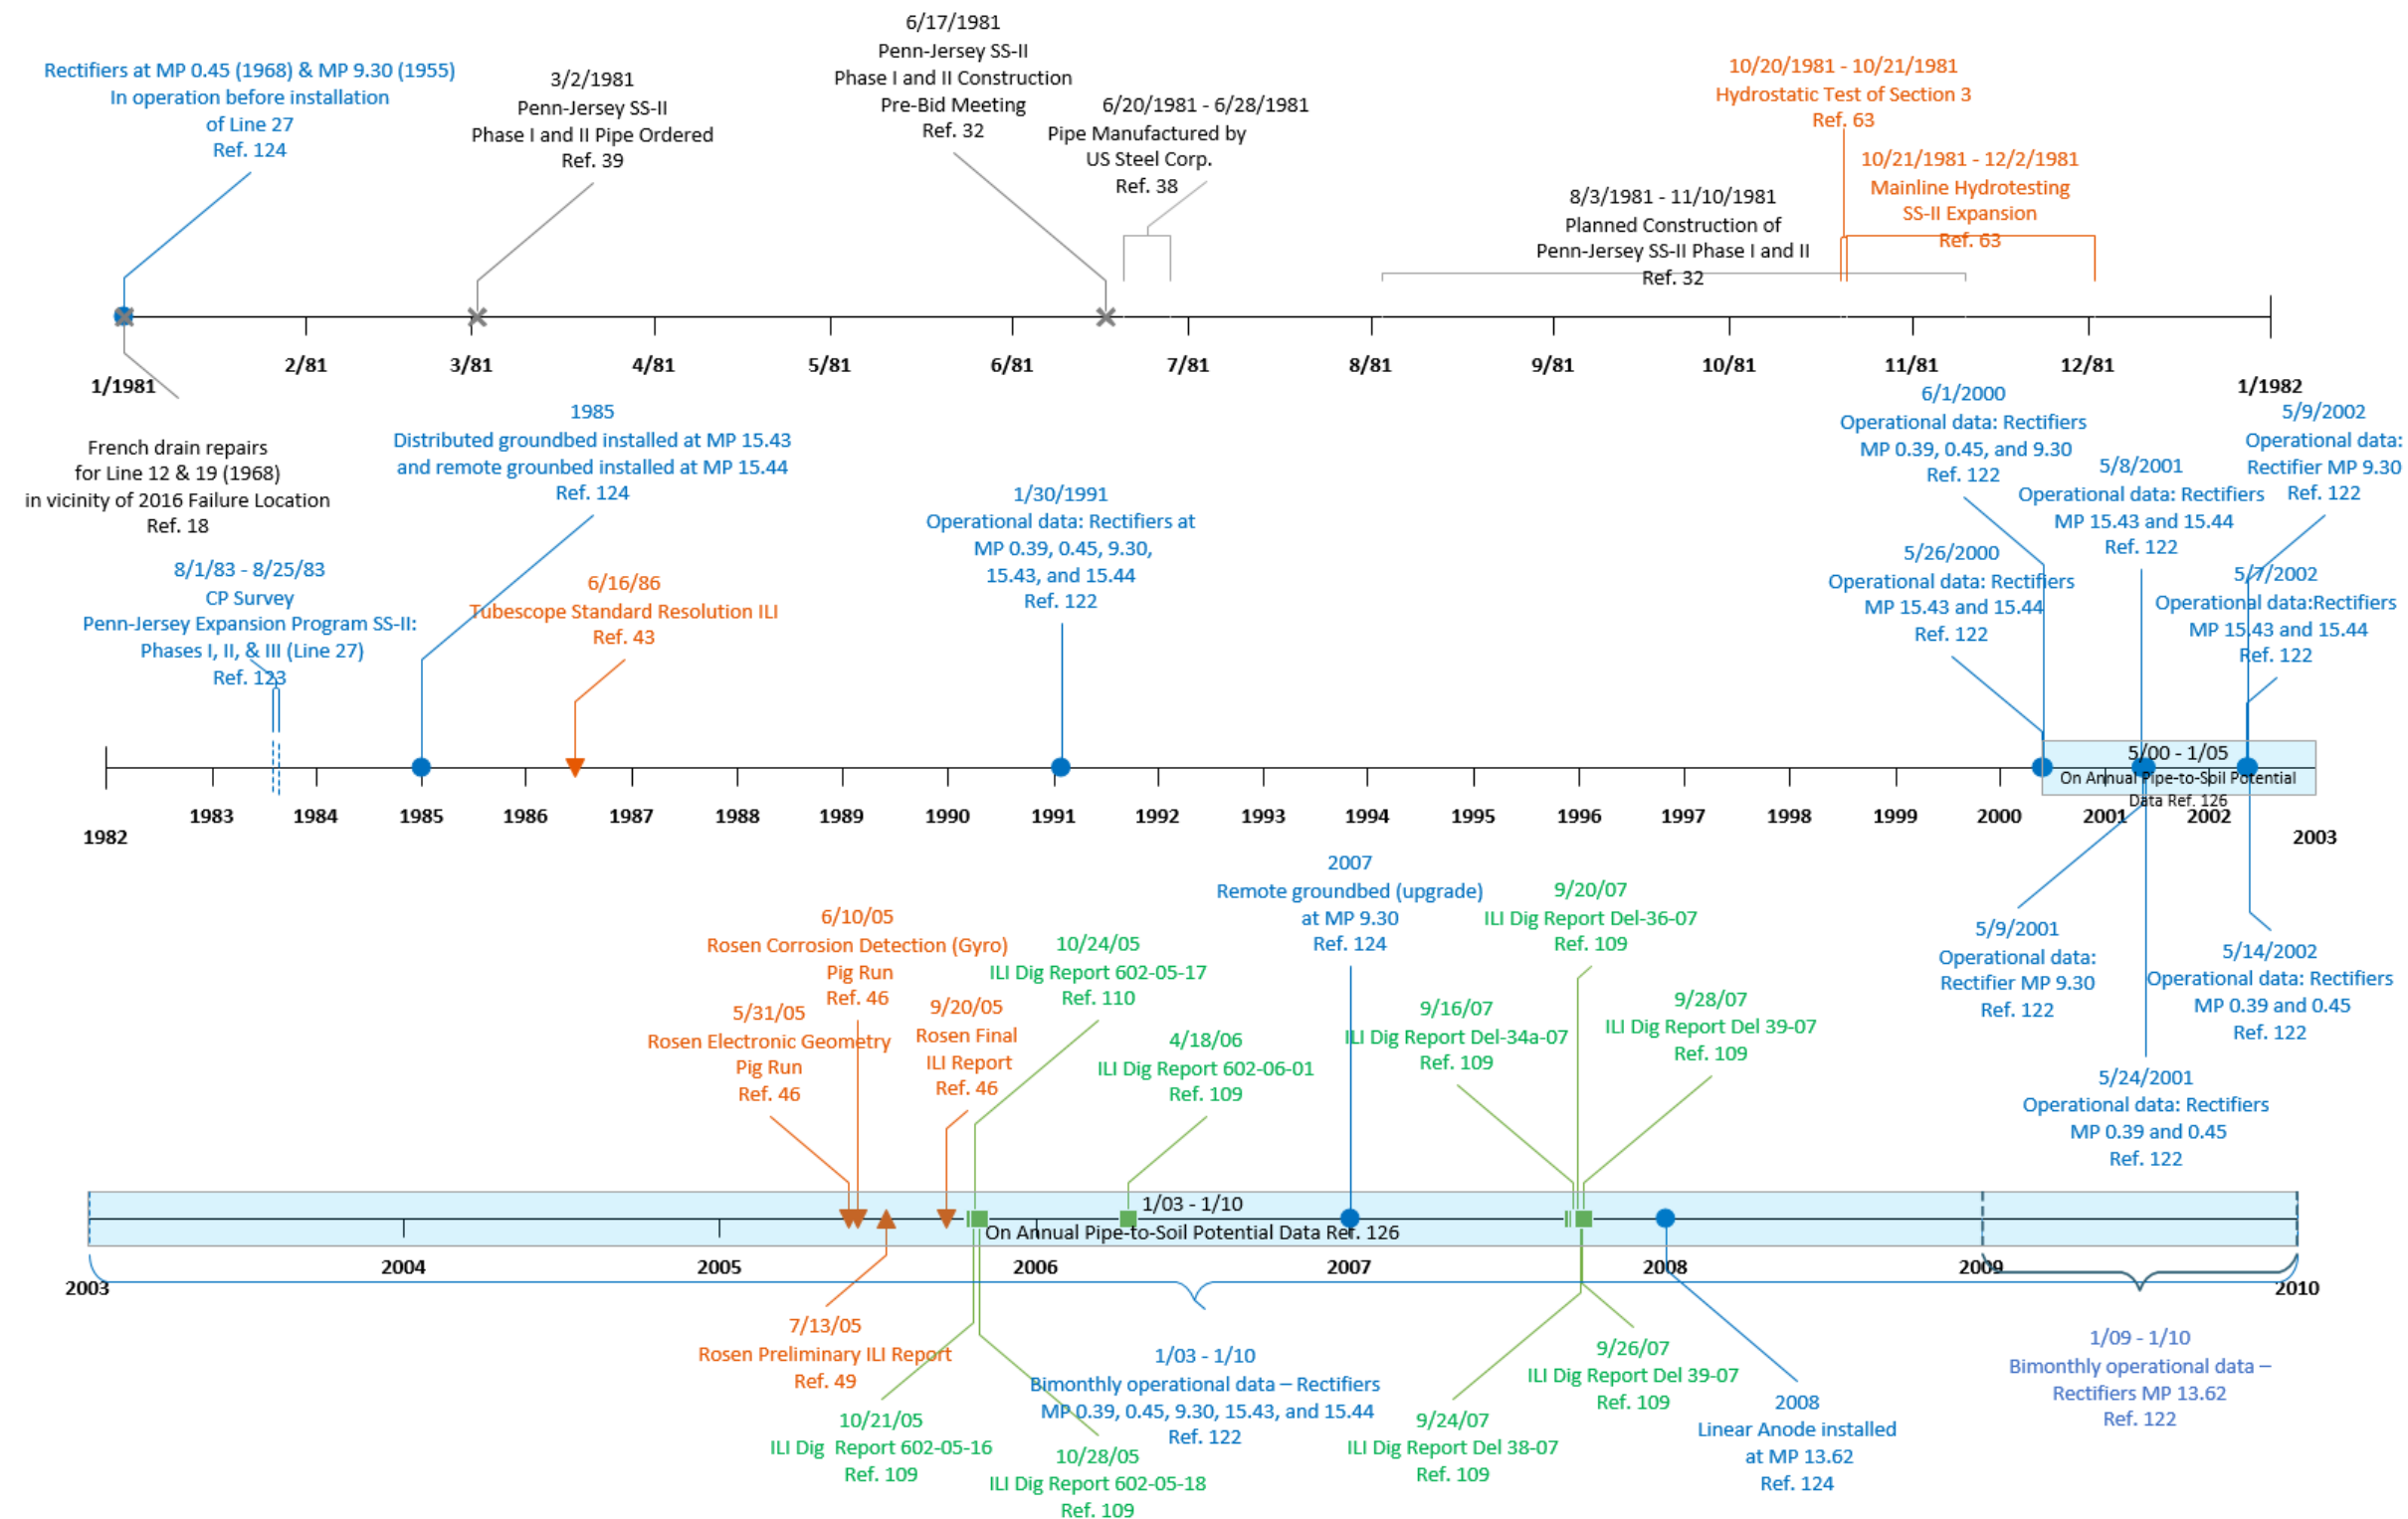 Rectifiers at MP 0.45 (1968) & MP 9.30 (1955)
In operation before installation
of Line 27
Ref. 124
3/2/1981
Penn-Jersey SS-II
Phase I and II Pipe Ordered
Ref. 39
6/17/1981
Penn-Jersey SS-II
Phase I and II Construction
Pre-Bid Meeting
Ref. 32
6/20/1981 - 6/28/1981
Pipe Manufactured by
US Steel Corp.
Ref. 38
8/3/1981 - 11/10/1981
Planned Construction of
Penn-Jersey SS-II Phase I and II
Ref. 32
10/20/1981 - 10/21/1981
Hydrostatic Test of Section 3
Ref. 63
10/21/1981 - 12/2/1981
Mainline Hydrotesting
SS-II Expansion
Ref. 63
1/1981
2/81
3/81
4/81
5/81
6/81
7/81
8/81
9/81
10/81
11/81
12/81
1/1982
French drain repairs
for Line 12 & 19 (1968)
in vicinity of 2016 Failure Location
Ref. 18
8/1/83 - 8/25/83
CP Survey
Penn-Jersey Expansion Program SS-II:
Phases I, II, & III (Line 27)
Ref. 123
1985
Distributed groundbed installed at MP 15.43
and remote grounbed installed at MP 15.44
Ref. 124
6/16/86
Tubescope Standard Resolution ILI
Ref. 43
1/30/1991
Operational data: Rectifiers at
MP 0.39, 0.45, 9.30,
15.43, and 15.44
Ref. 122
6/1/2000
Operational data: Rectifiers
MP 0.39, 0.45, and 9.30
Ref. 122
5/26/2000
Operational data: Rectifiers
MP 15.43 and 15.44
Ref. 122
5/8/2001
Operational data: Rectifiers
MP 15.43 and 15.44
Ref. 122
5/9/2002
Operational data:
Rectifier MP 9.30
Ref. 122
5/7/2002
Operational data:Rectifiers
MP 15.43 and 15.44
Ref. 122
5/00 - 1/05
On Annual Pipe-to-Soil Potential
Data Ref. 126
1982
1983
1984
1985
1986
1987
1988
1989
1990
1991
1992
1993
1994
1995
1996
1997
1998
1999
2000
2001
2002
2003
5/9/2001
Operational data:
Rectifier MP 9.30
Ref. 122
5/14/2002
Operational data: Rectifiers
MP 0.39 and 0.45
Ref. 122
5/24/2001
Operational data: Rectifiers
MP 0.39 and 0.45
Ref. 122
5/31/05
Rosen Electronic Geometry
Pig Run
Ref. 46
6/10/05
Rosen Corrosion Detection (Gyro)
Pig Run
Ref. 46
9/20/05
Rosen Final
ILI Report
Ref. 46
10/24/05
ILI Dig Report 602-05-17
Ref. 110
4/18/06
ILI Dig Report 602-06-01
Ref. 109
2007
Remote groundbed (upgrade)
at MP 9.30
Ref. 124
9/16/07
ILI Dig Report Del-34a-07
Ref. 109
9/20/07
ILI Dig Report Del-36-07
Ref. 109
9/28/07
ILI Dig Report Del 39-07
Ref. 109
1/03 - 1/10
On Annual Pipe-to-Soil Potential Data Ref. 126
2003
2004
2005
2006
2007
2008
2009
2010
7/13/05
Rosen Preliminary ILI Report
Ref. 49
10/21/05
ILI Dig  Report 602-05-16
Ref. 109
10/28/05
ILI Dig Report 602-05-18
Ref. 109
1/03 - 1/10
Bimonthly operational data – Rectifiers
MP 0.39, 0.45, 9.30, 15.43, and 15.44
Ref. 122
9/24/07
ILI Dig Report Del 38-07
Ref. 109
9/26/07
ILI Dig Report Del 39-07
Ref. 109
2008
Linear Anode installed
at MP 13.62
Ref. 124
1/09 - 1/10
Bimonthly operational data –
Rectifiers MP 13.62
Ref. 122